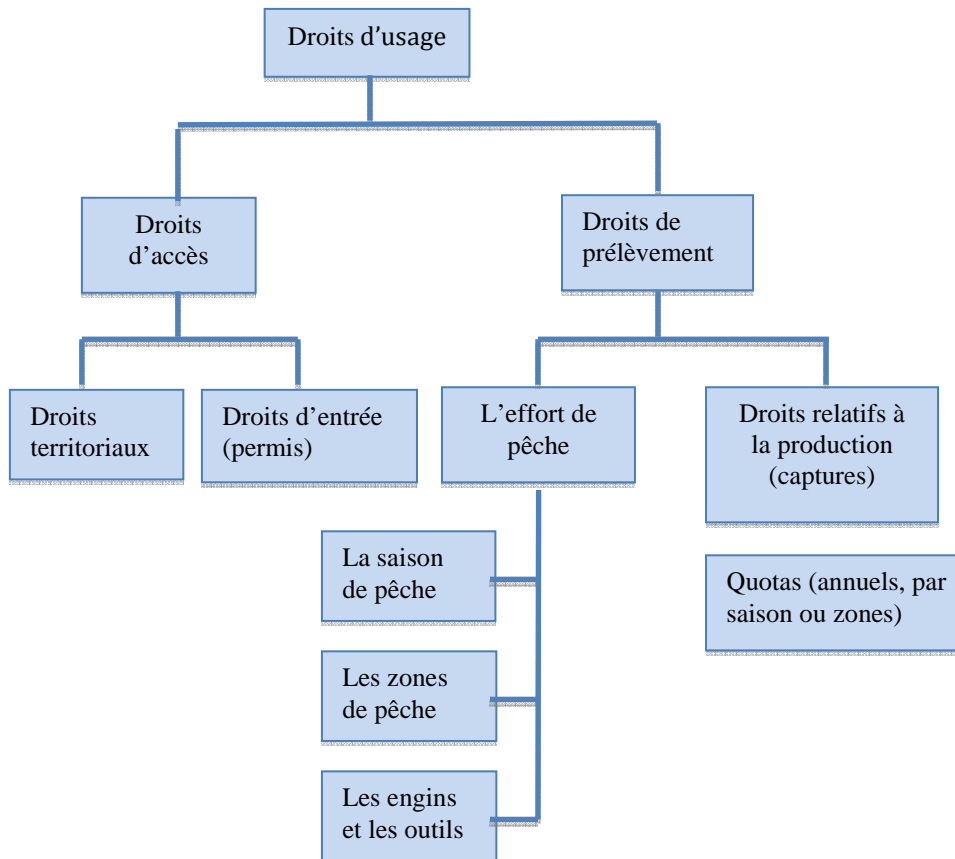 Droits d’usage
Droits
d’accès
Droits de
prélèvement
Droits
territoriaux
Droits d’entrée
(permis)
L’effort de
pêche
Droits relatifs à
la production
(captures)
La saison
de pêche
Quotas (annuels, par
saison ou zones)
Les zones
de pêche
Les engins
et les outils